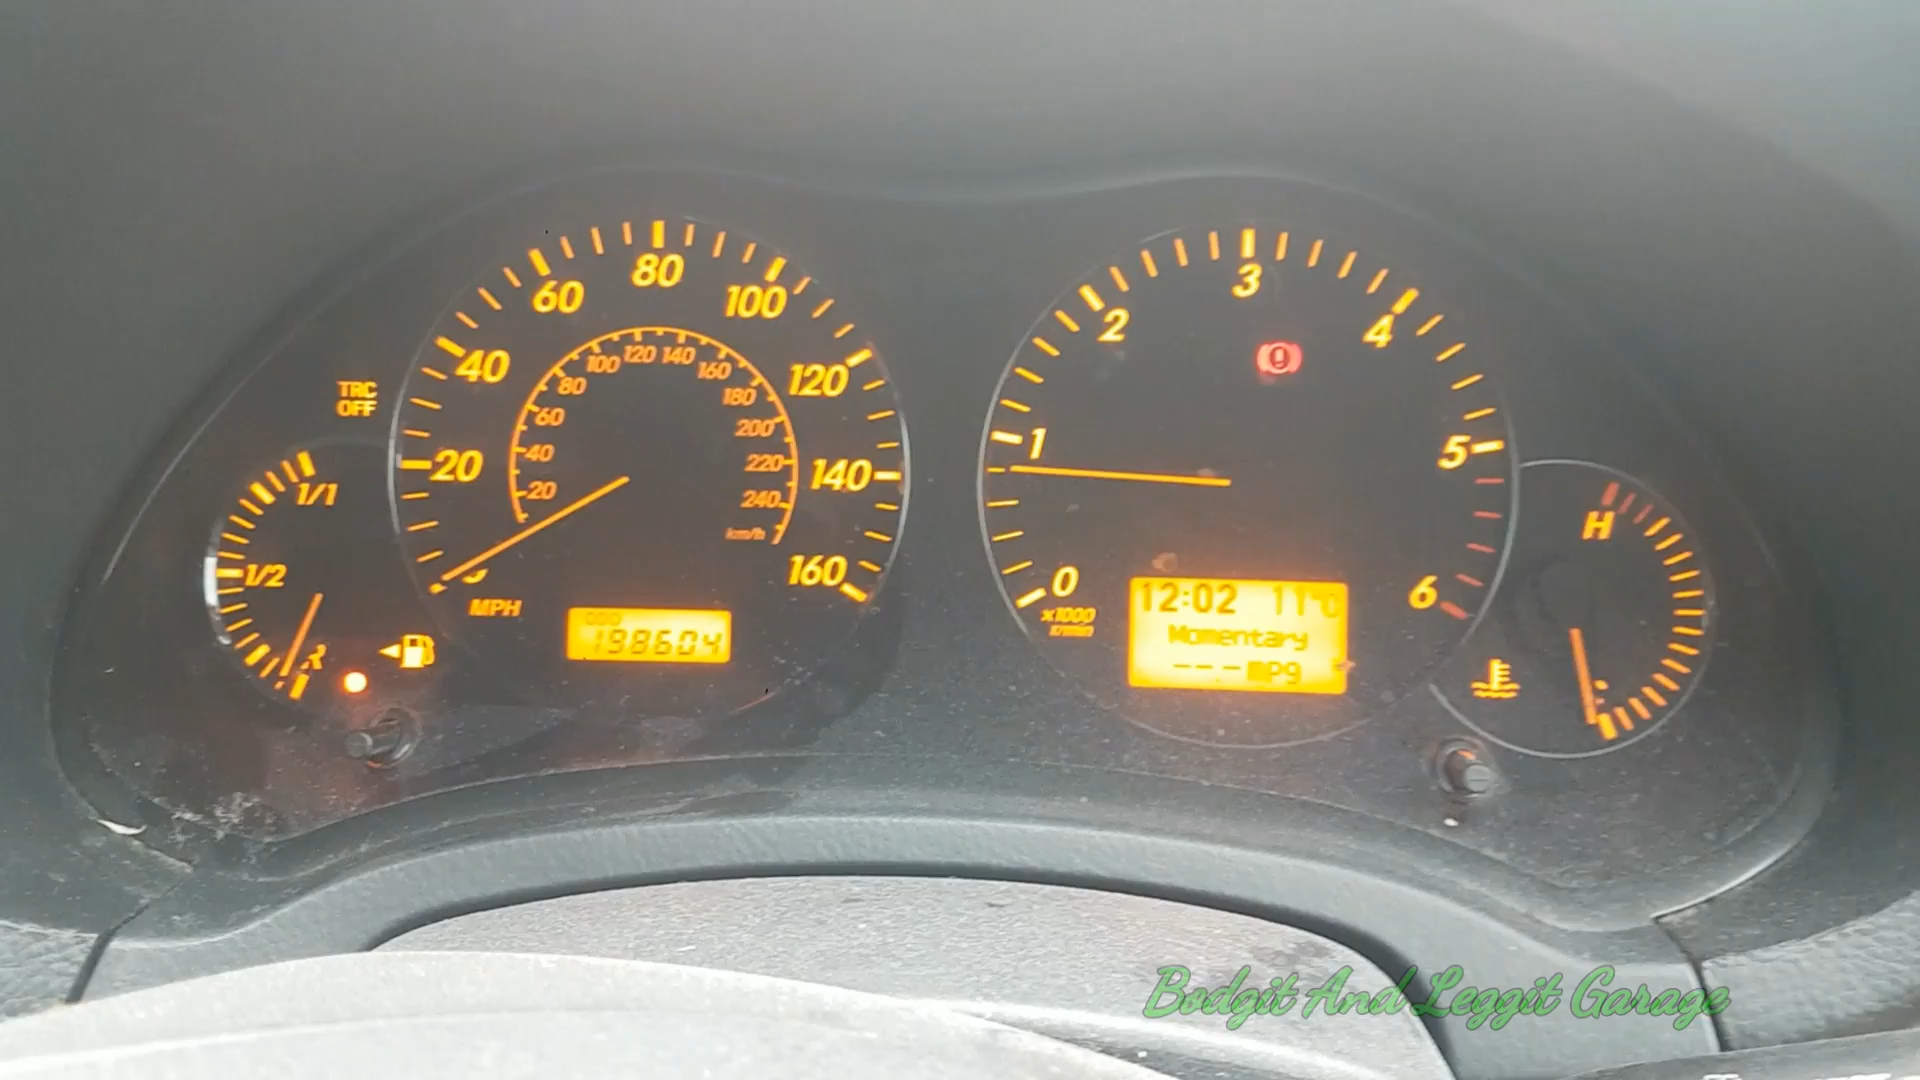 80
60
100
40
120
20
140
160
MPH
120
140
100
160
80
180
60
200
40
220
20
240
km/h
TRC
OFF
1/1
1/2
R
ODO
198604
3
2
4
1
5
0
6
x1000
r/min
12:02 11°C
Momentary
---.-MPG
H
Bodgit And Leggit Garage